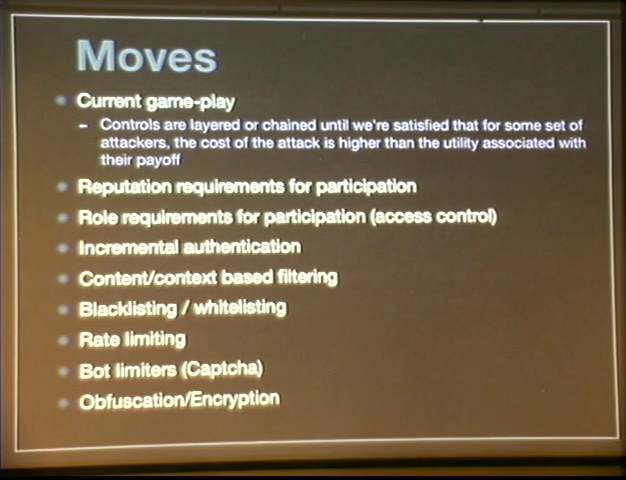 Moves
Current game-play
– Controls are layered or chained until we're satisfied that for some set of
attackers, the cost of the attack is higher than the utility associated with
their payoff
Reputation requirements for participation
Role requirements for participation (access control)
Incremental authentication
Content/context based filtering
Blacklisting / whitelisting
Rate limiting
Bot limiters (Captcha)
Obfuscation/Encryption